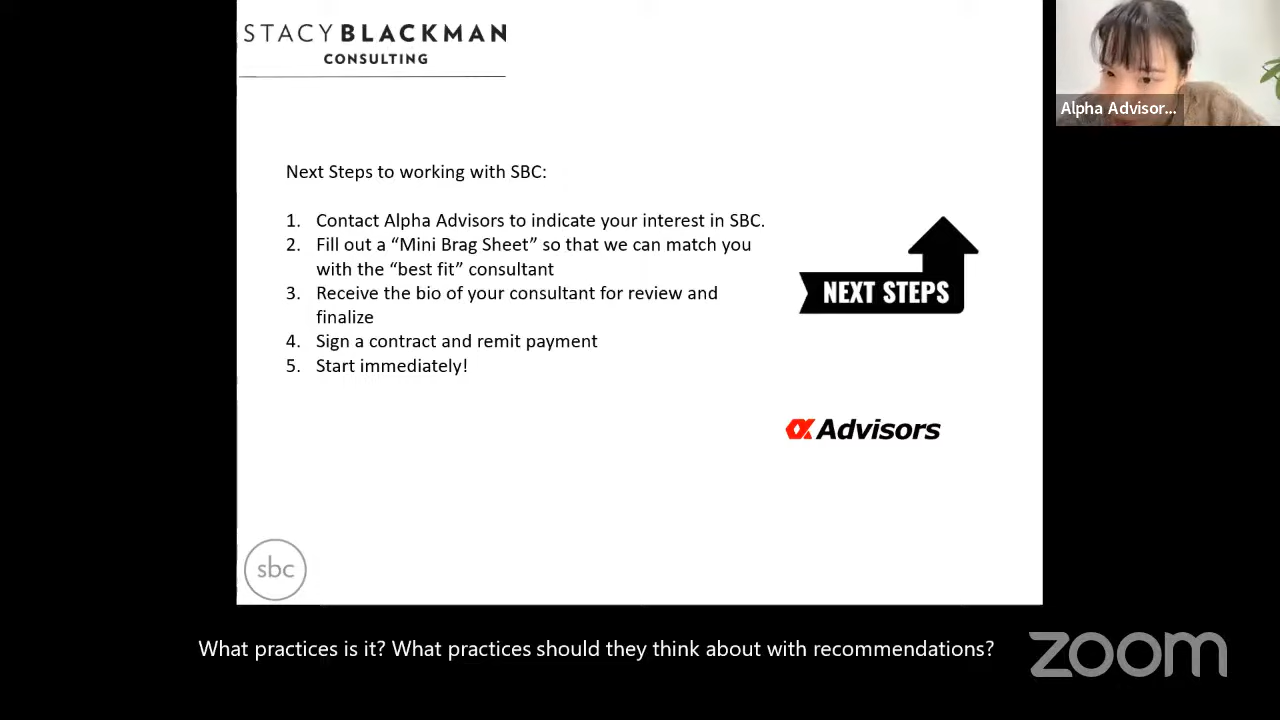 STACY BLACKMAN
CONSULTING
Alpha Advisor...
Next Steps to working with SBC:
1. Contact Alpha Advisors to indicate your interest in SBC.
2. Fill out a “Mini Brag Sheet” so that we can match you
with the “best fit” consultant
3. Receive the bio of your consultant for review and
finalize
4. Sign a contract and remit payment
5. Start immediately!
NEXT STEPS
α Advisors
sbc
What practices is it? What practices should they think about with recommendations?
zoom